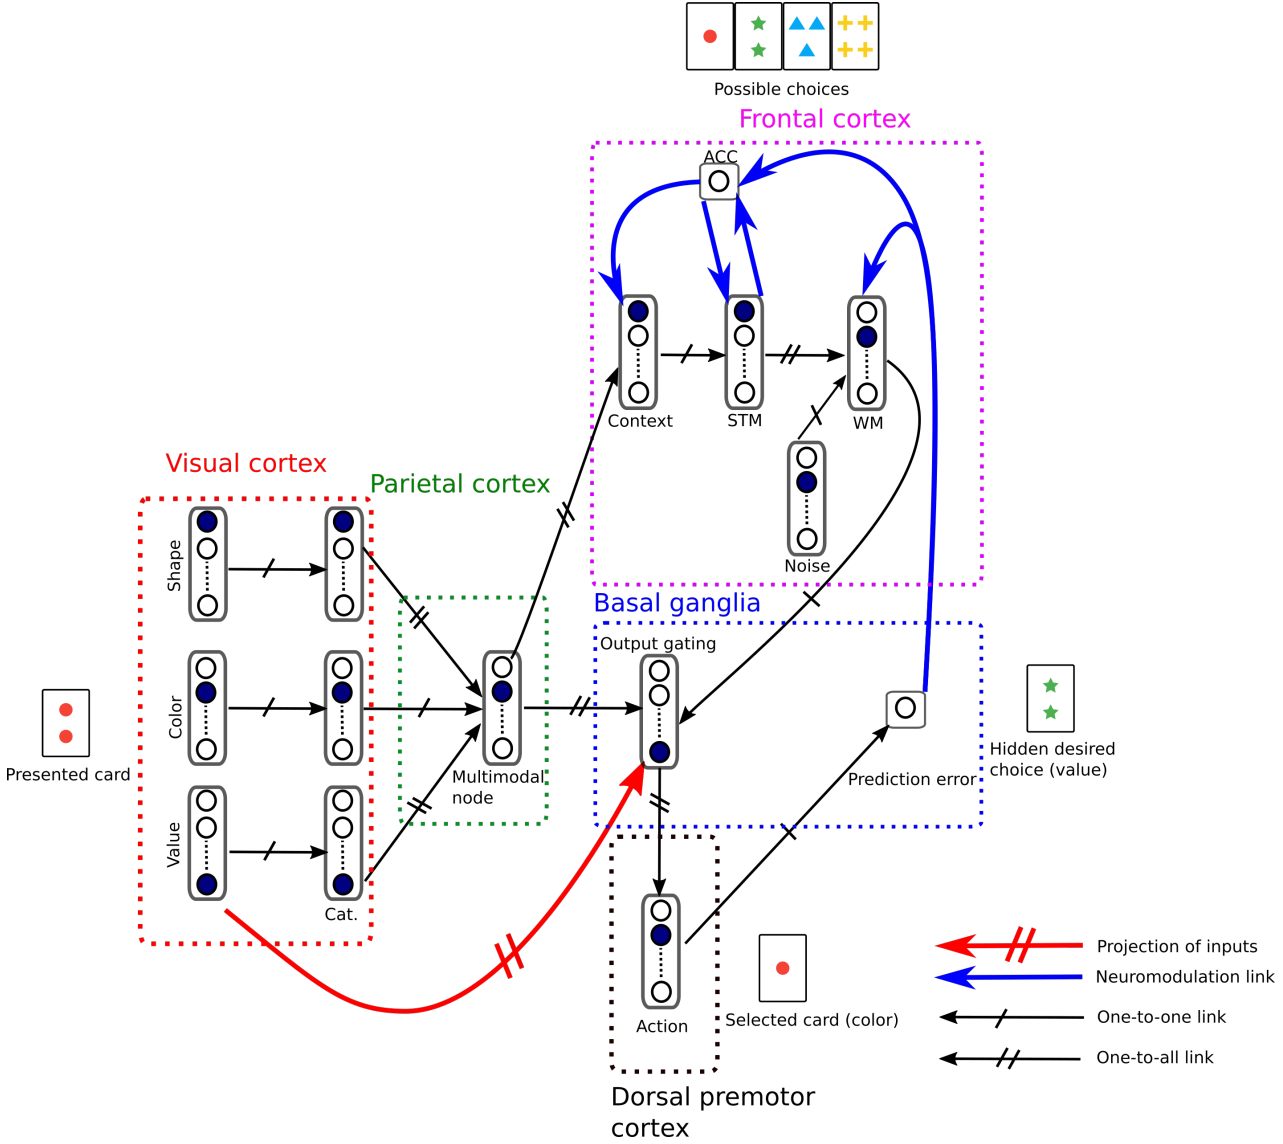 Possible choices
Frontal cortex
ACC
Context
STM
WM
Noise
Visual cortex
Parietal cortex
Shape
Color
Value
Cat.
Presented card
Multimodal
node
Basal ganglia
Output gating
Prediction error
Hidden desired
choice (value)
Action
Selected card (color)
Dorsal premotor
cortex
Projection of inputs
Neuromodulation link
One-to-one link
One-to-all link